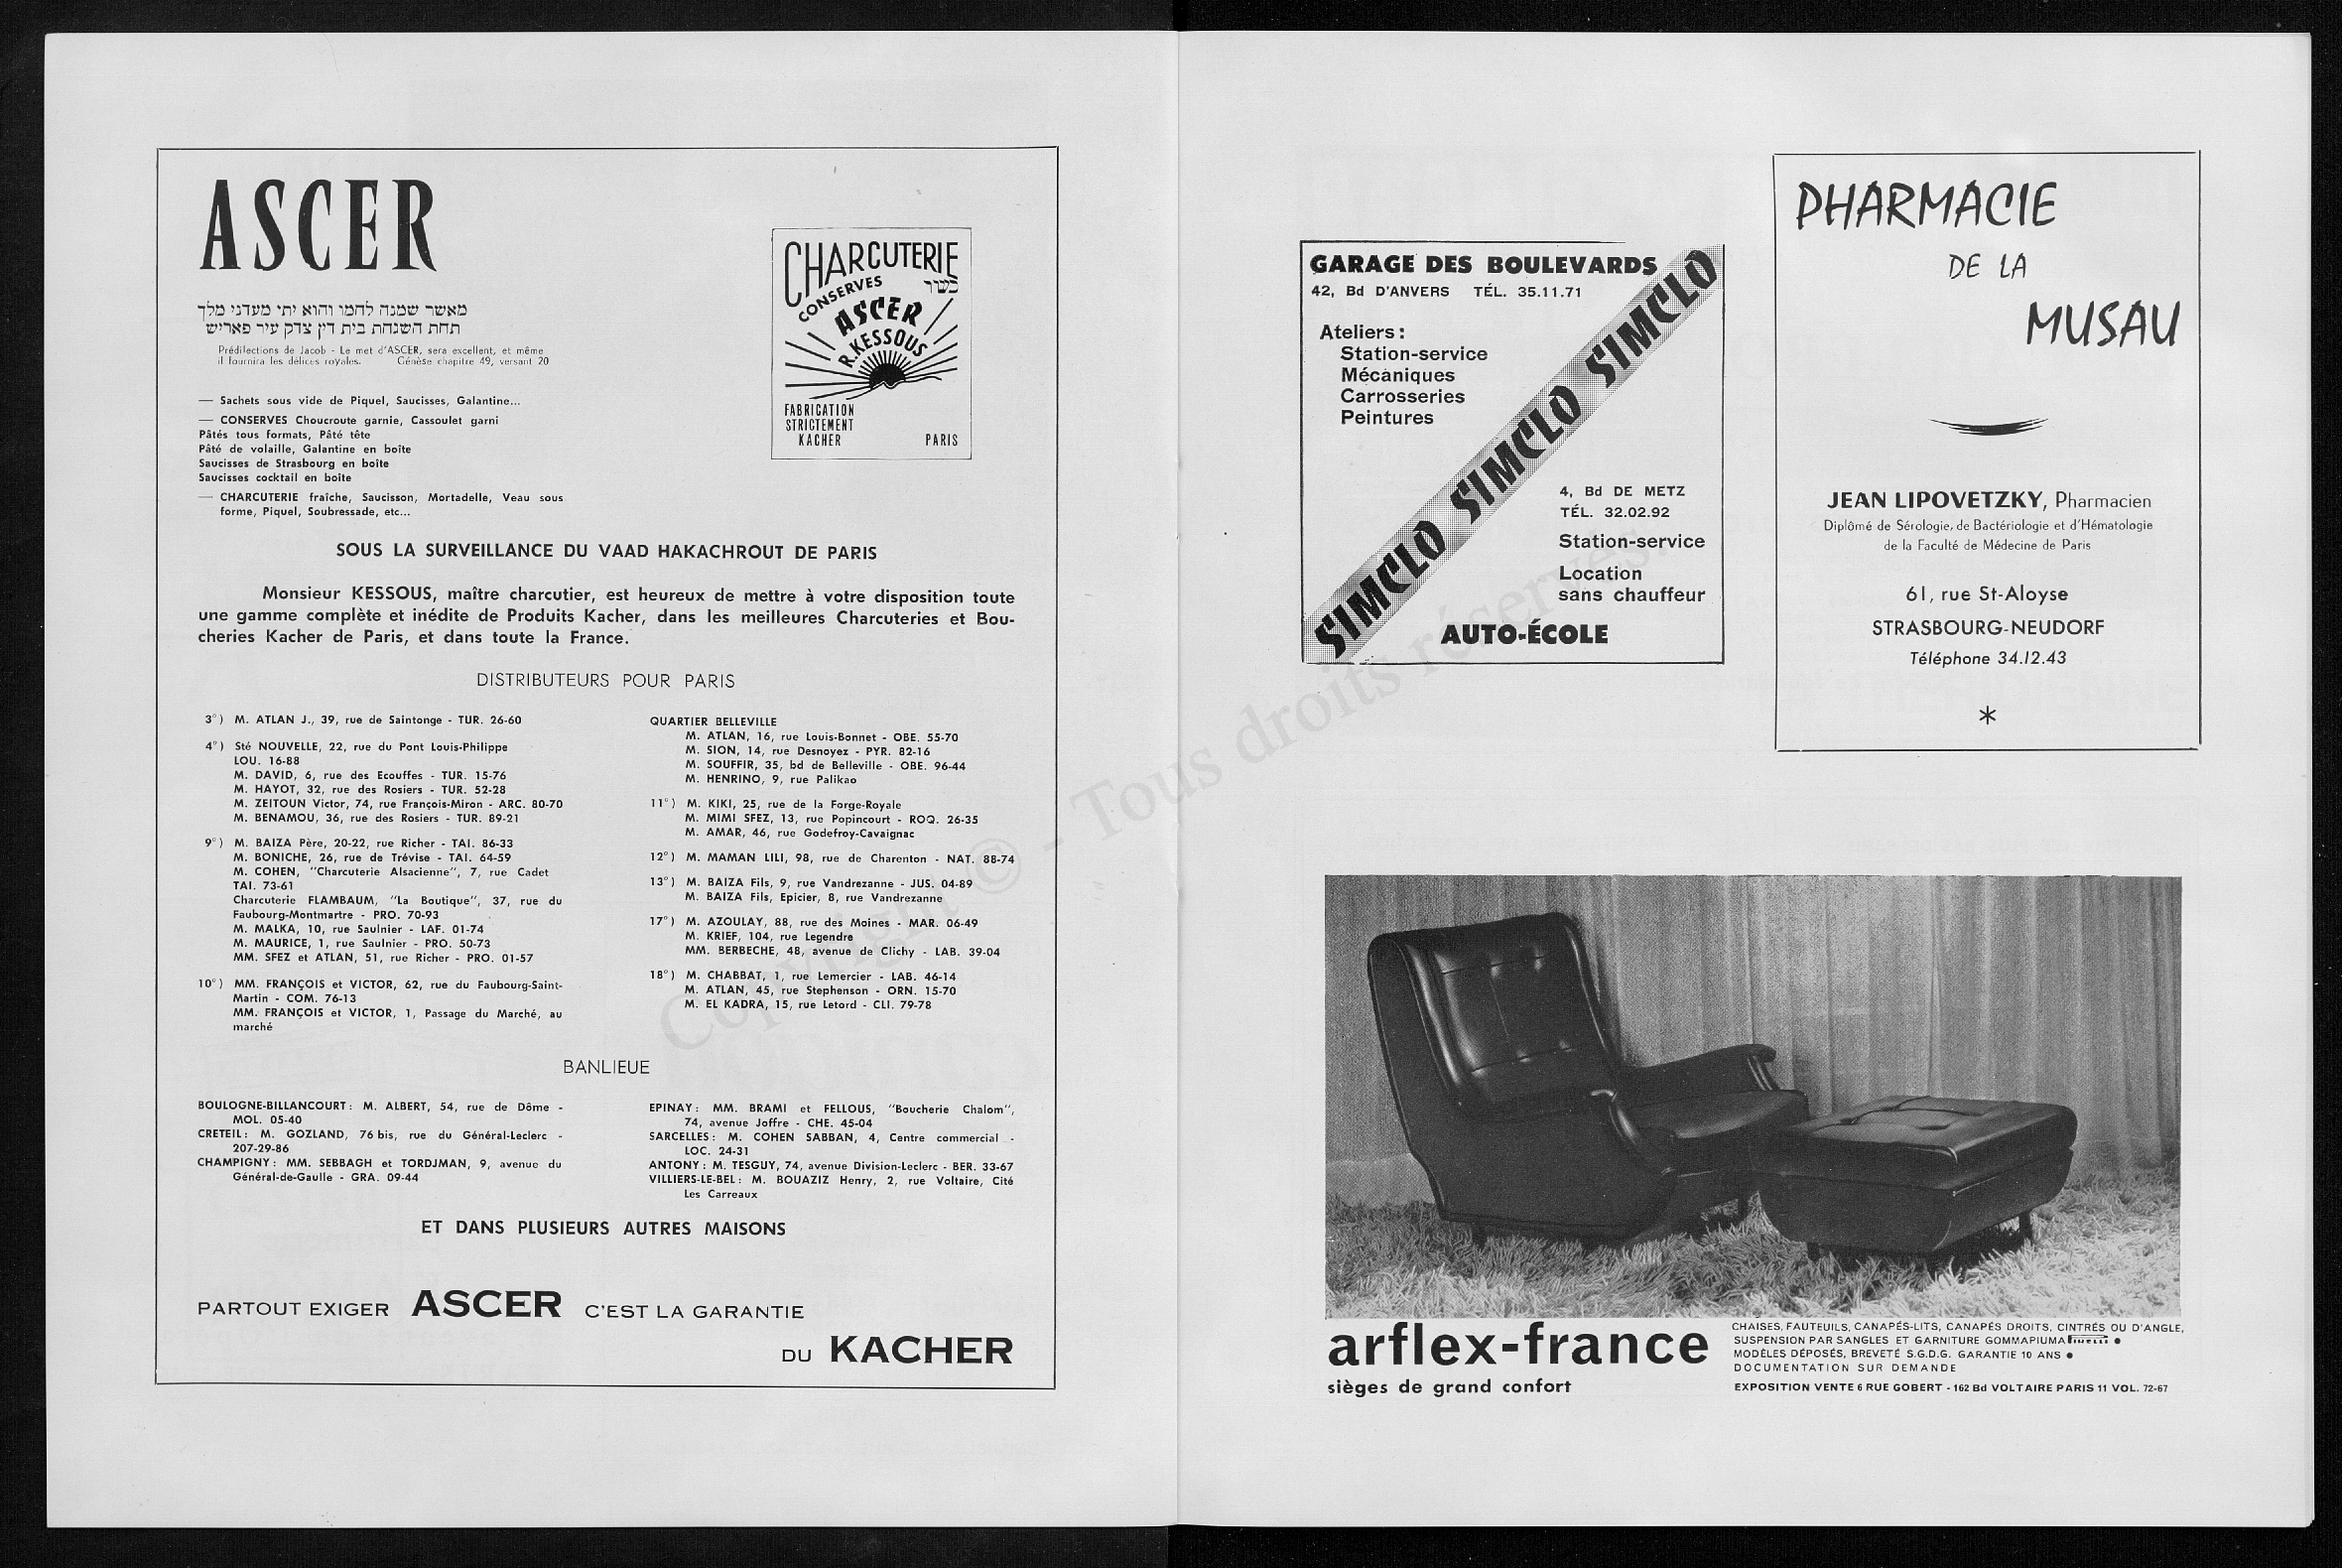 ASCER
מאשר שמנה לחמו והוא יתי מעדני מלך
תחת השגחת בית דין צדק עיר פאריש
Prédilections de Jacob - Le met d'ASCER, sera excellent, et même
il fournira les délices royales. Génèse chapitre 49, versant 20
CHARCUTERIE
כשר
CONSERVES
ASCER
R.KESSOUS
FABRICATION
STRICTEMENT
KACHER
PARIS
— Sachets sous vide de Piquel, Saucisses, Galantine...
— CONSERVES Choucroute garnie, Cassoulet garni
Pâtés tous formats, Pâté tête
Pâté de volaille, Galantine en boîte
Saucisses de Strasbourg en boîte
Saucisses cocktail en boîte
— CHARCUTERIE fraîche, Saucisson, Mortadelle, Veau sous
forme, Piquel, Soubressade, etc...
SOUS LA SURVEILLANCE DU VAAD HAKACHROUT DE PARIS
Monsieur KESSOUS, maître charcutier, est heureux de mettre à votre disposition toute
une gamme complète et inédite de Produits Kacher, dans les meilleures Charcuteries et Bou-
cheries Kacher de Paris, et dans toute la France.
DISTRIBUTEURS POUR PARIS
3°) M. ATLAN J., 39, rue de Saintonge - TUR. 26-60
4°) Sté NOUVELLE, 22, rue du Pont Louis-Philippe
LOU. 16-88
M. DAVID, 6, rue des Ecouffes - TUR. 15-76
M. HAYOT, 32, rue des Rosiers - TUR. 52-28
M. ZEITOUN Victor, 74, rue François-Miron - ARC. 80-70
M. BENAMOU, 36, rue des Rosiers - TUR. 89-21
9°) M. BAIZA Père, 20-22, rue Richer - TAI. 86-33
M. BONICHE, 26, rue de Trévise - TAI. 64-59
M. COHEN, "Charcuterie Alsacienne", 7, rue Cadet
TAI. 73-61
Charcuterie FLAMBAUM, "La Boutique", 37, rue du
Faubourg-Montmartre - PRO. 70-93
M. MALKA, 10, rue Saulnier - LAF. 01-74
M. MAURICE, 1, rue Saulnier - PRO. 50-73
MM. SFEZ et ATLAN, 51, rue Richer - PRO. 01-57
10°) MM. FRANÇOIS et VICTOR, 62, rue du Faubourg-Saint-
Martin - COM. 76-13
MM. FRANÇOIS et VICTOR, 1, Passage du Marché, au
marché
QUARTIER BELLEVILLE
M. ATLAN, 16, rue Louis-Bonnet - OBE. 55-70
M. SION, 14, rue Desnoyez - PYR. 82-16
M. SOUFFIR, 35, bd de Belleville - OBE. 96-44
M. HENRINO, 9, rue Palikao
11°) M. KIKI, 25, rue de la Forge-Royale
M. MIMI SFEZ, 13, rue Popincourt - ROQ. 26-35
M. AMAR, 46, rue Godefroy-Cavaignac
12°) M. MAMAN LILI, 98, rue de Charenton - NAT. 88-74
13°) M. BAIZA Fils, 9, rue Vandrezanne - JUS. 04-89
M. BAIZA Fils, Epicier, 8, rue Vandrezanne
17°) M. AZOULAY, 88, rue des Moines - MAR. 06-49
M. KRIEF, 104, rue Legendre
MM. BERBECHE, 48, avenue de Clichy - LAB. 39-04
18°) M. CHABBAT, 1, rue Lemercier - LAB. 46-14
M. ATLAN, 45, rue Stephenson - ORN. 15-70
M. EL KADRA, 15, rue Letord - CLI. 79-78
BANLIEUE
BOULOGNE-BILLANCOURT: M. ALBERT, 54, rue de Dôme -
MOL. 05-40
CRETEIL: M. GOZLAND, 76 bis, rue du Général-Leclerc -
207-29-86
CHAMPIGNY: MM. SEBBAGH et TORDJMAN, 9, avenue du
Général-de-Gaulle - GRA. 09-44
EPINAY: MM. BRAMI et FELLOUS, "Boucherie Chalom",
74, avenue Joffre - CHE. 45-04
SARCELLES: M. COHEN SABBAN, 4, Centre commercial -
LOC. 24-31
ANTONY: M. TESGUY, 74, avenue Division-Leclerc - BER. 33-67
VILLIERS-LE-BEL: M. BOUAZIZ Henry, 2, rue Voltaire, Cité
Les Carreaux
ET DANS PLUSIEURS AUTRES MAISONS
PARTOUT EXIGER ASCER C'EST LA GARANTIE
DU KACHER
GARAGE DES BOULEVARDS
42, Bd D'ANVERS TÉL. 35.11.71
Ateliers:
Station-service
Mécaniques
Carrosseries
Peintures
SIMCLO SIMCLO SIMCLO
4, Bd DE METZ
TÉL. 32.02.92
Station-service
Location
sans chauffeur
AUTO-ÉCOLE
PHARMACIE
DE LA
MUSAU
JEAN LIPOVETZKY, Pharmacien
Diplômé de Sérologie, de Bactériologie et d'Hématologie
de la Faculté de Médecine de Paris
61, rue St-Aloyse
STRASBOURG-NEUDORF
Téléphone 34.12.43
*
arflex-france
sièges de grand confort
CHAISES, FAUTEUILS, CANAPÉS-LITS, CANAPÉS DROITS, CINTRÉS OU D'ANGLE,
SUSPENSION PAR SANGLES ET GARNITURE GOMMAPIUMA PIRELLI •
MODÈLES DÉPOSÉS, BREVETÉ S.G.D.G. GARANTIE 10 ANS •
DOCUMENTATION SUR DEMANDE
EXPOSITION VENTE 6 RUE GOBERT - 162 Bd VOLTAIRE PARIS 11 VOL. 72-67
Copyright © - Tous droits réservés